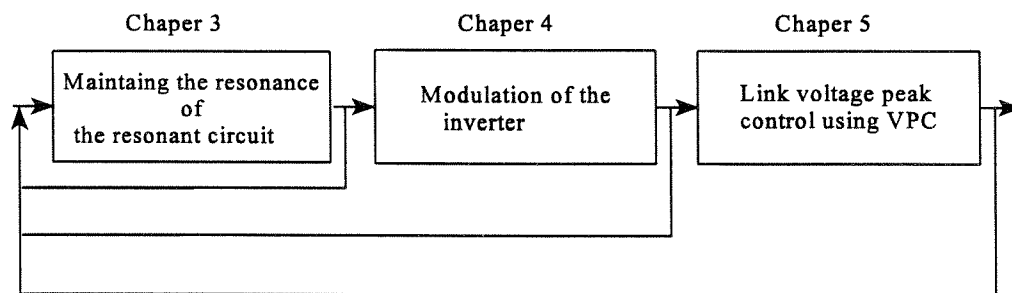 Chaper 3
Chaper 4
Chaper 5
Maintaing the resonance
of
the resonant circuit
Modulation of the
inverter
Link voltage peak
control using VPC